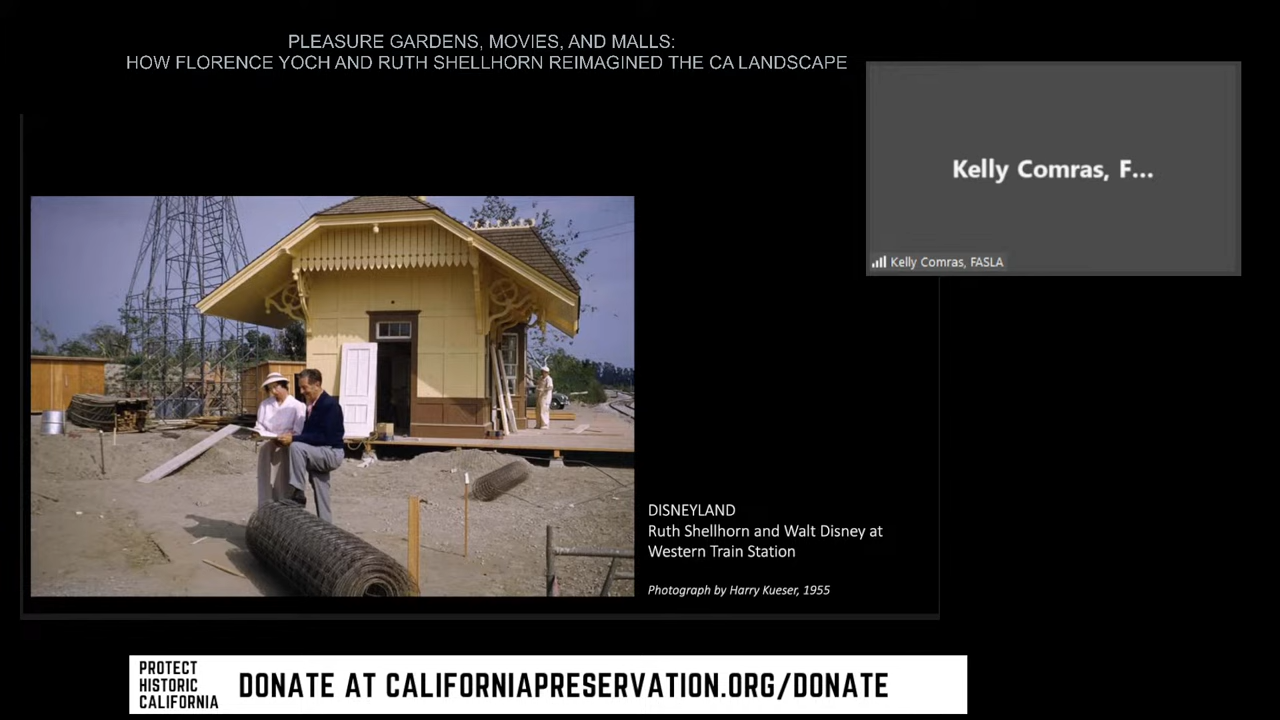 PLEASURE GARDENS, MOVIES, AND MALLS:
HOW FLORENCE YOCH AND RUTH SHELLHORN REIMAGINED THE CA LANDSCAPE
Kelly Comras, F...
Kelly Comras, FASLA
DISNEYLAND
Ruth Shellhorn and Walt Disney at
Western Train Station
Photograph by Harry Kueser, 1955
PROTECT
HISTORIC
CALIFORNIA
DONATE AT CALIFORNIAPRESERVATION.ORG/DONATE